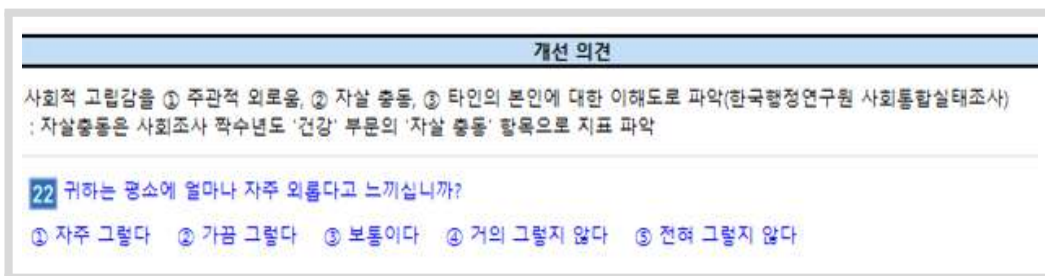 개선 의견
사회적 고립감을 ① 주관적 외로움, ② 자살 충동, ③ 타인의 본인에 대한 이해도로 파악(한국행정연구원 사회통합실태조사)
: 자살충동은 사회조사 짝수년도 '건강' 부문의 '자살 충동' 항목으로 지표 파악
22 귀하는 평소에 얼마나 자주 외롭다고 느끼십니까?
① 자주 그렇다 ② 가끔 그렇다 ③ 보통이다 ④ 거의 그렇지 않다 ⑤ 전혀 그렇지 않다